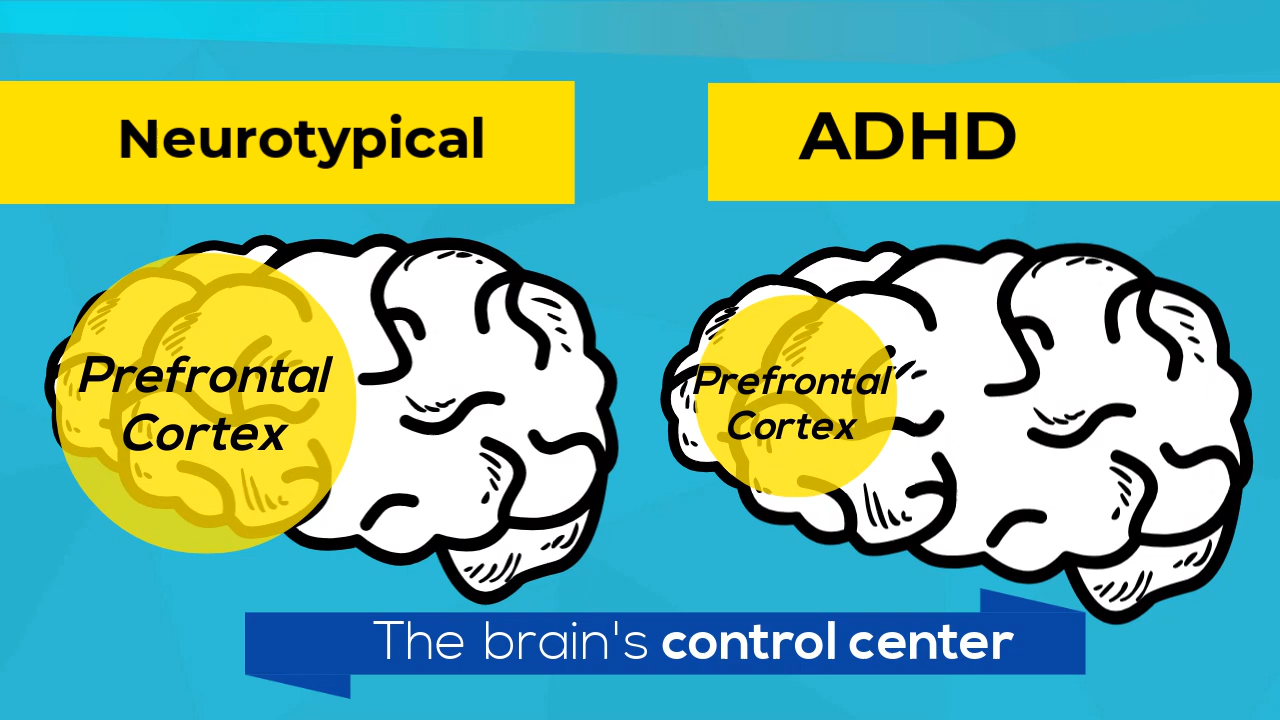 Neurotypical
ADHD
Prefrontal
Cortex
Prefrontal
Cortex
The brain's control center